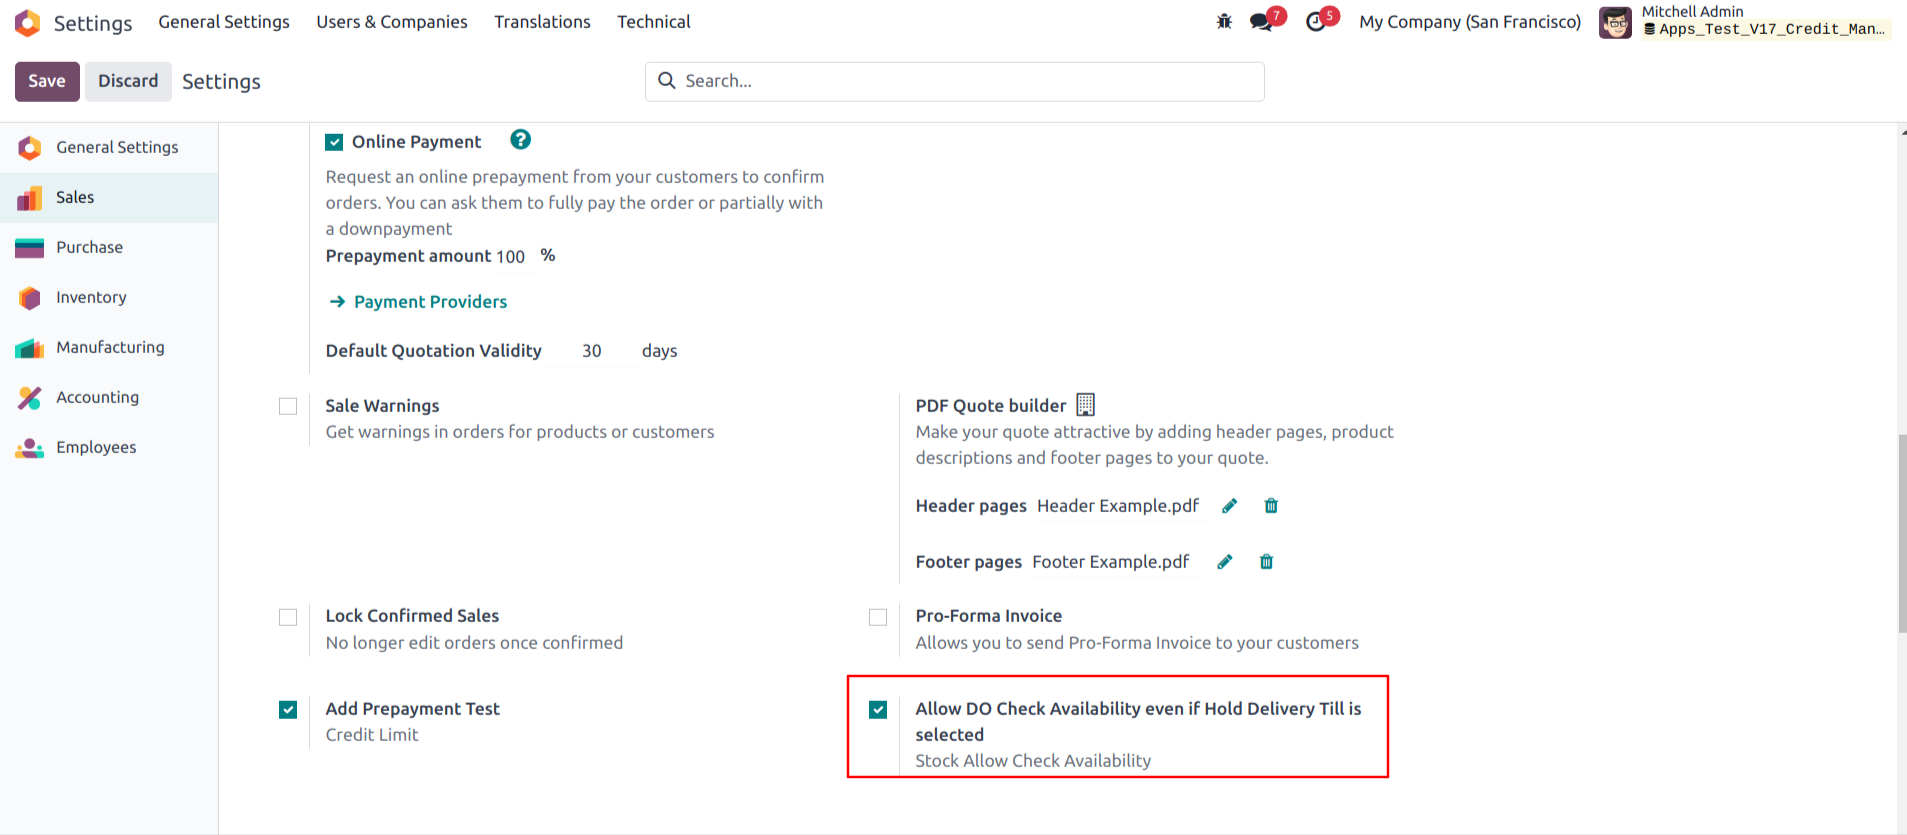 Settings General Settings Users & Companies Translations Technical 7 5 My Company (San Francisco) Mitchell Admin
Apps_Test_V17_Credit_Man…
Save Discard Settings Search...
General Settings
Sales
Purchase
Inventory
Manufacturing
Accounting
Employees
Online Payment ?
Request an online prepayment from your customers to confirm
orders. You can ask them to fully pay the order or partially with
a downpayment
Prepayment amount 100 %
→ Payment Providers
Default Quotation Validity 30 days
Sale Warnings
Get warnings in orders for products or customers
PDF Quote builder
Make your quote attractive by adding header pages, product
descriptions and footer pages to your quote.
Header pages Header Example.pdf
Footer pages Footer Example.pdf
Lock Confirmed Sales
No longer edit orders once confirmed
Pro-Forma Invoice
Allows you to send Pro-Forma Invoice to your customers
Add Prepayment Test
Credit Limit
Allow DO Check Availability even if Hold Delivery Till is
selected
Stock Allow Check Availability